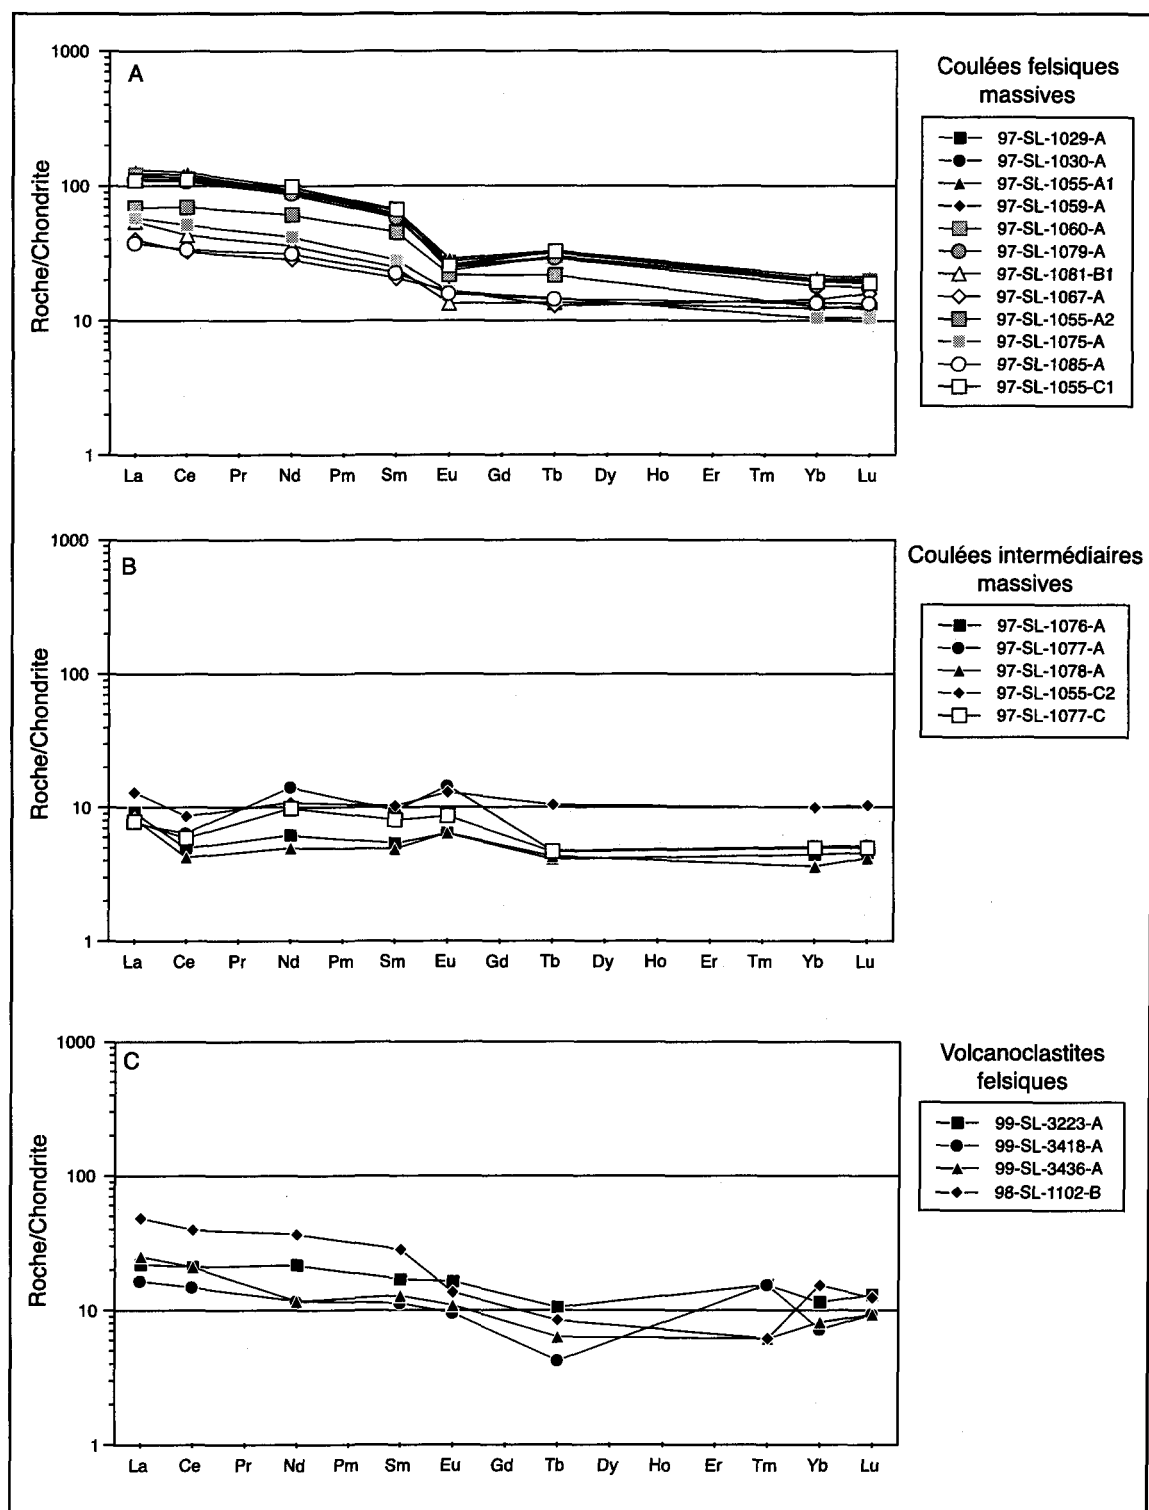 A
Roche/Chondrite
1000
100
10
1
La Ce Pr Nd Pm Sm Eu Gd Tb Dy Ho Er Tm Yb Lu
Coulées felsiques
massives
97-SL-1029-A
97-SL-1030-A
97-SL-1055-A1
97-SL-1059-A
97-SL-1060-A
97-SL-1079-A
97-SL-1081-B1
97-SL-1067-A
97-SL-1055-A2
97-SL-1075-A
97-SL-1085-A
97-SL-1055-C1
B
Roche/Chondrite
1000
100
10
1
La Ce Pr Nd Pm Sm Eu Gd Tb Dy Ho Er Tm Yb Lu
Coulées intermédiaires
massives
97-SL-1076-A
97-SL-1077-A
97-SL-1078-A
97-SL-1055-C2
97-SL-1077-C
C
Roche/Chondrite
1000
100
10
1
La Ce Pr Nd Pm Sm Eu Gd Tb Dy Ho Er Tm Yb Lu
Volcanoclastites
felsiques
99-SL-3223-A
99-SL-3418-A
99-SL-3436-A
98-SL-1102-B